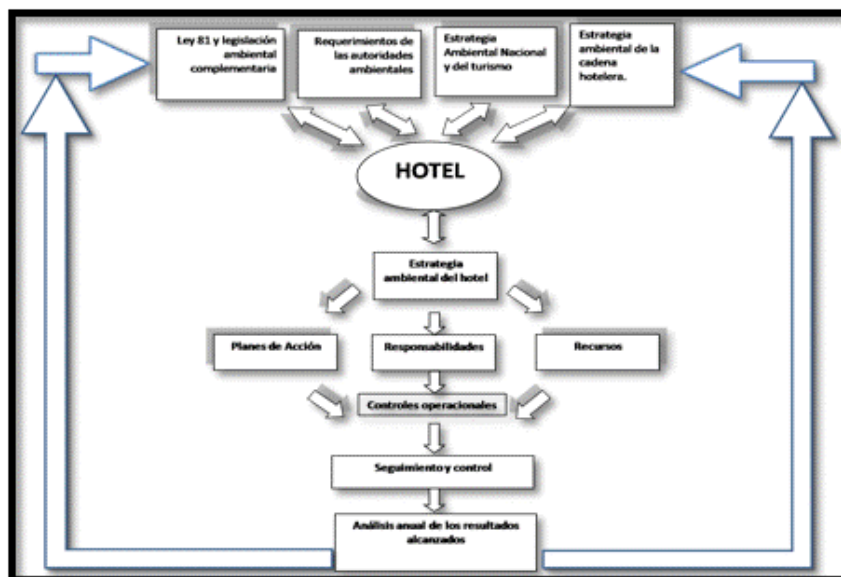 Ley 81 y legislación
ambiental
complementaria
Requerimientos de
las autoridades
ambientales
Estrategia
Ambiental Nacional
y del turismo
Estrategia
ambiental de la
cadena
hotelera.
HOTEL
Estrategia
ambiental del hotel
Planes de Acción
Responsabilidades
Recursos
Controles operacionales
Seguimiento y control
Análisis anual de los resultados
alcanzados